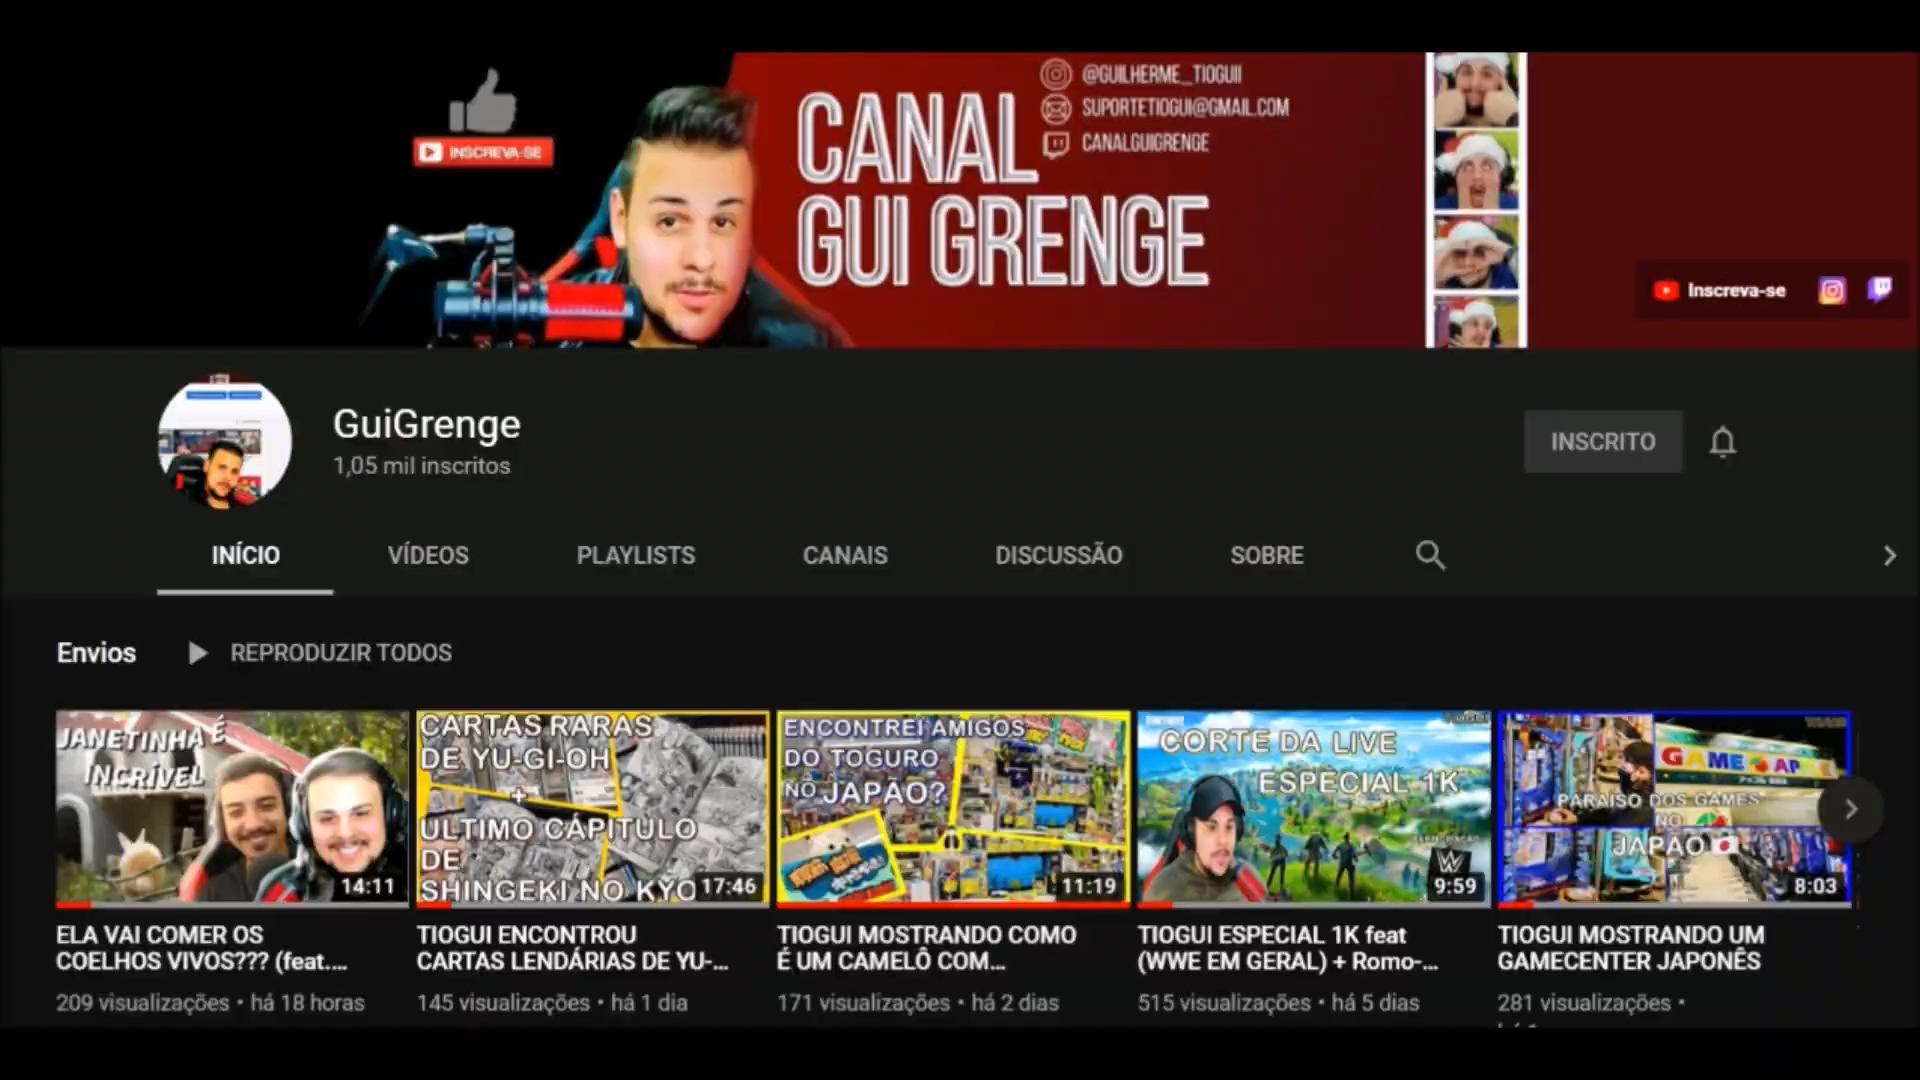 @GUILHERME_TIOGUII
SUPORTETIOGUI@GMAIL.COM
CANALGUIGRENGE
CANAL
GUI GRENGE
INSCREVA-SE
Inscreva-se
GuiGrenge
1,05 mil inscritos
INSCRITO
INÍCIO
VÍDEOS
PLAYLISTS
CANAIS
DISCUSSÃO
SOBRE
Envios
REPRODUZIR TODOS
JANETINHA É
INCRÍVEL
14:11
CARTAS RARAS
DE YU-GI-OH
+
ULTIMO CÁPITULO
DE
SHINGEKI NO KYO
17:46
ENCONTREI AMIGOS
DO TOGURO
NO JAPÃO?
11:19
CORTE DA LIVE
ESPECIAL 1K
9:59
PARAISO DOS GAMES
NO
JAPÃO
8:03
ELA VAI COMER OS
COELHOS VIVOS??? (feat....
209 visualizações • há 18 horas
TIOGUI ENCONTROU
CARTAS LENDÁRIAS DE YU-...
145 visualizações • há 1 dia
TIOGUI MOSTRANDO COMO
É UM CAMELÔ COM...
171 visualizações • há 2 dias
TIOGUI ESPECIAL 1K feat
(WWE EM GERAL) + Romo-...
515 visualizações • há 5 dias
TIOGUI MOSTRANDO UM
GAMECENTER JAPONÊS
281 visualizações •